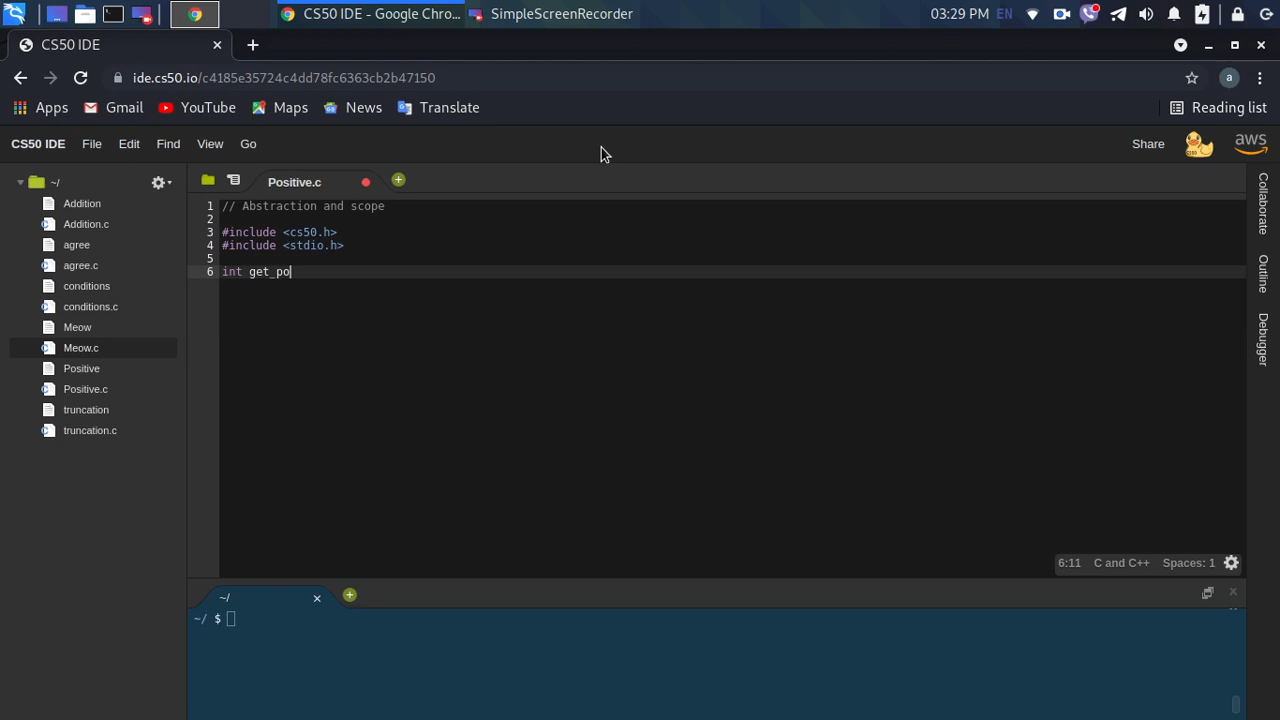 CS50 IDE - Google Chro...
SimpleScreenRecorder
03:29 PM EN
CS50 IDE
ide.cs50.io/c4185e35724c4dd78fc6363cb2b47150
a
Apps Gmail YouTube Maps News Translate Reading list
CS50 IDE File Edit Find View Go Share aws
~/
Addition
Addition.c
agree
agree.c
conditions
conditions.c
Meow
Meow.c
Positive
Positive.c
truncation
truncation.c
Positive.c
1 // Abstraction and scope
2
3 #include <cs50.h>
4 #include <stdio.h>
5
6 int get_po
6:11 C and C++ Spaces: 1
Collaborate
Outline
Debugger
~/
~/ $